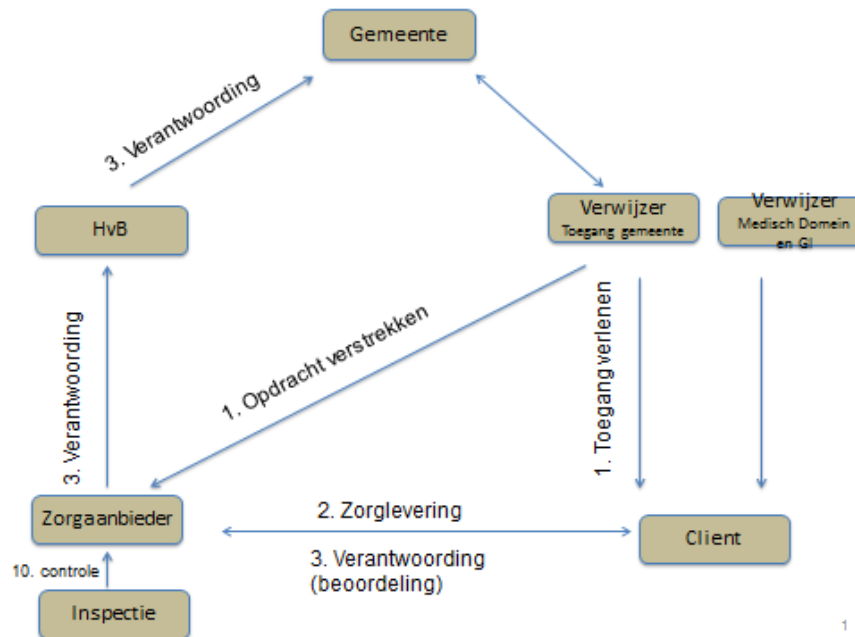 Gemeente
3. Verantwoording
HvB
Verwijzer
Toegang gemeente
Verwijzer
Medisch Domein
en GI
3. Verantwoording
1. Opdracht verstrekken
1. Toegang verlenen
Zorgaanbieder
2. Zorglevering
3. Verantwoording
(beoordeling)
Client
10. controle
Inspectie
1